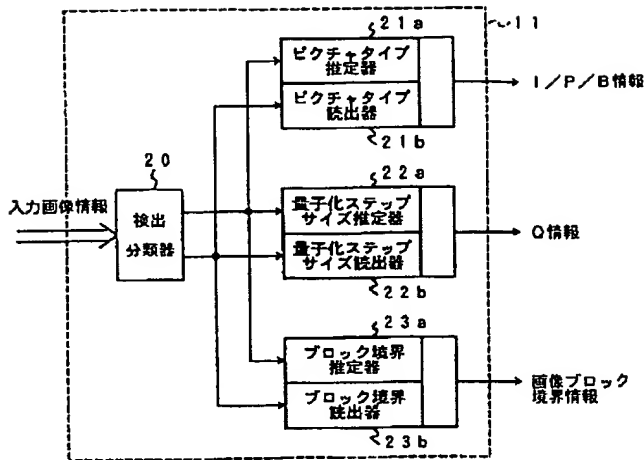 21a
11
ピクチャタイプ
推定器
ピクチャタイプ
読出器
I/P/B情報
21b
20
22a
入力画像情報
検出
分類器
量子化ステップ
サイズ推定器
量子化ステップ
サイズ読出器
Q情報
22b
23a
ブロック境界
推定器
ブロック境界
読出器
画像ブロック
境界情報
23b